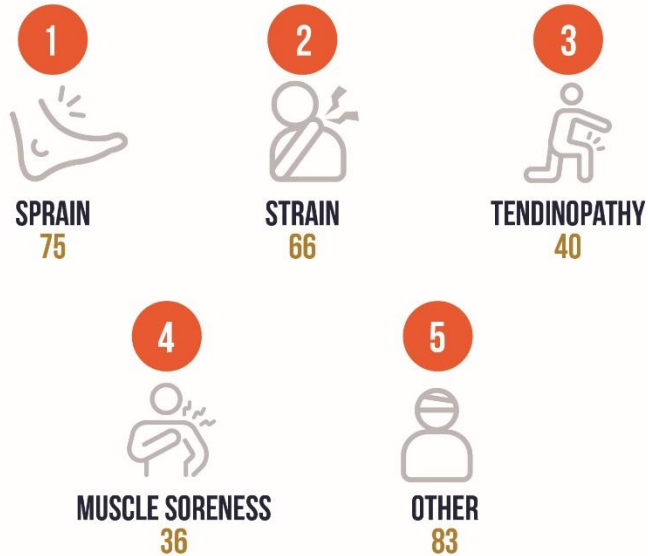 1
2
3
SPRAIN
75
STRAIN
66
TENDINOPATHY
40
4
5
MUSCLE SORENESS
36
OTHER
83